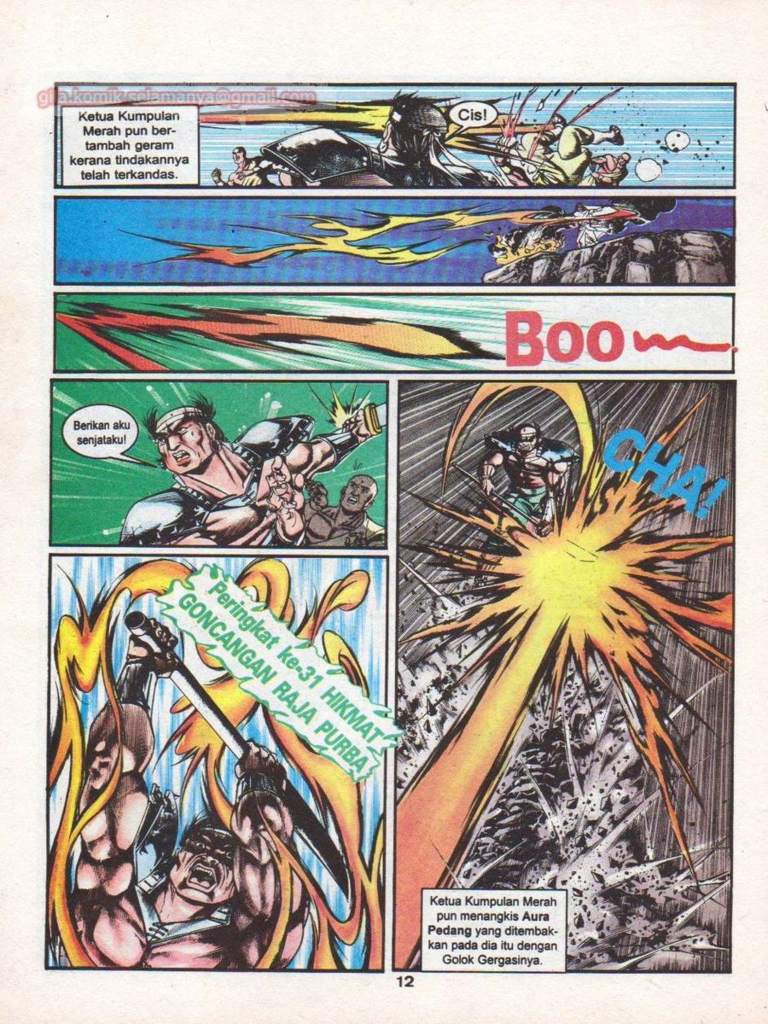 gila.komik.selamanya@gmail.com
Ketua Kumpulan
Merah pun ber-
tambah geram
kerana tindakannya
telah terkandas.
Cis!
BOOM
Berikan aku
senjataku!
CHA!
Peringkat ke-31 HIKMAT
GONCANGAN RAJA PURBA!
Ketua Kumpulan Merah
pun menangkis Aura
Pedang yang ditembak-
kan pada dia itu dengan
Golok Gergasinya.
12